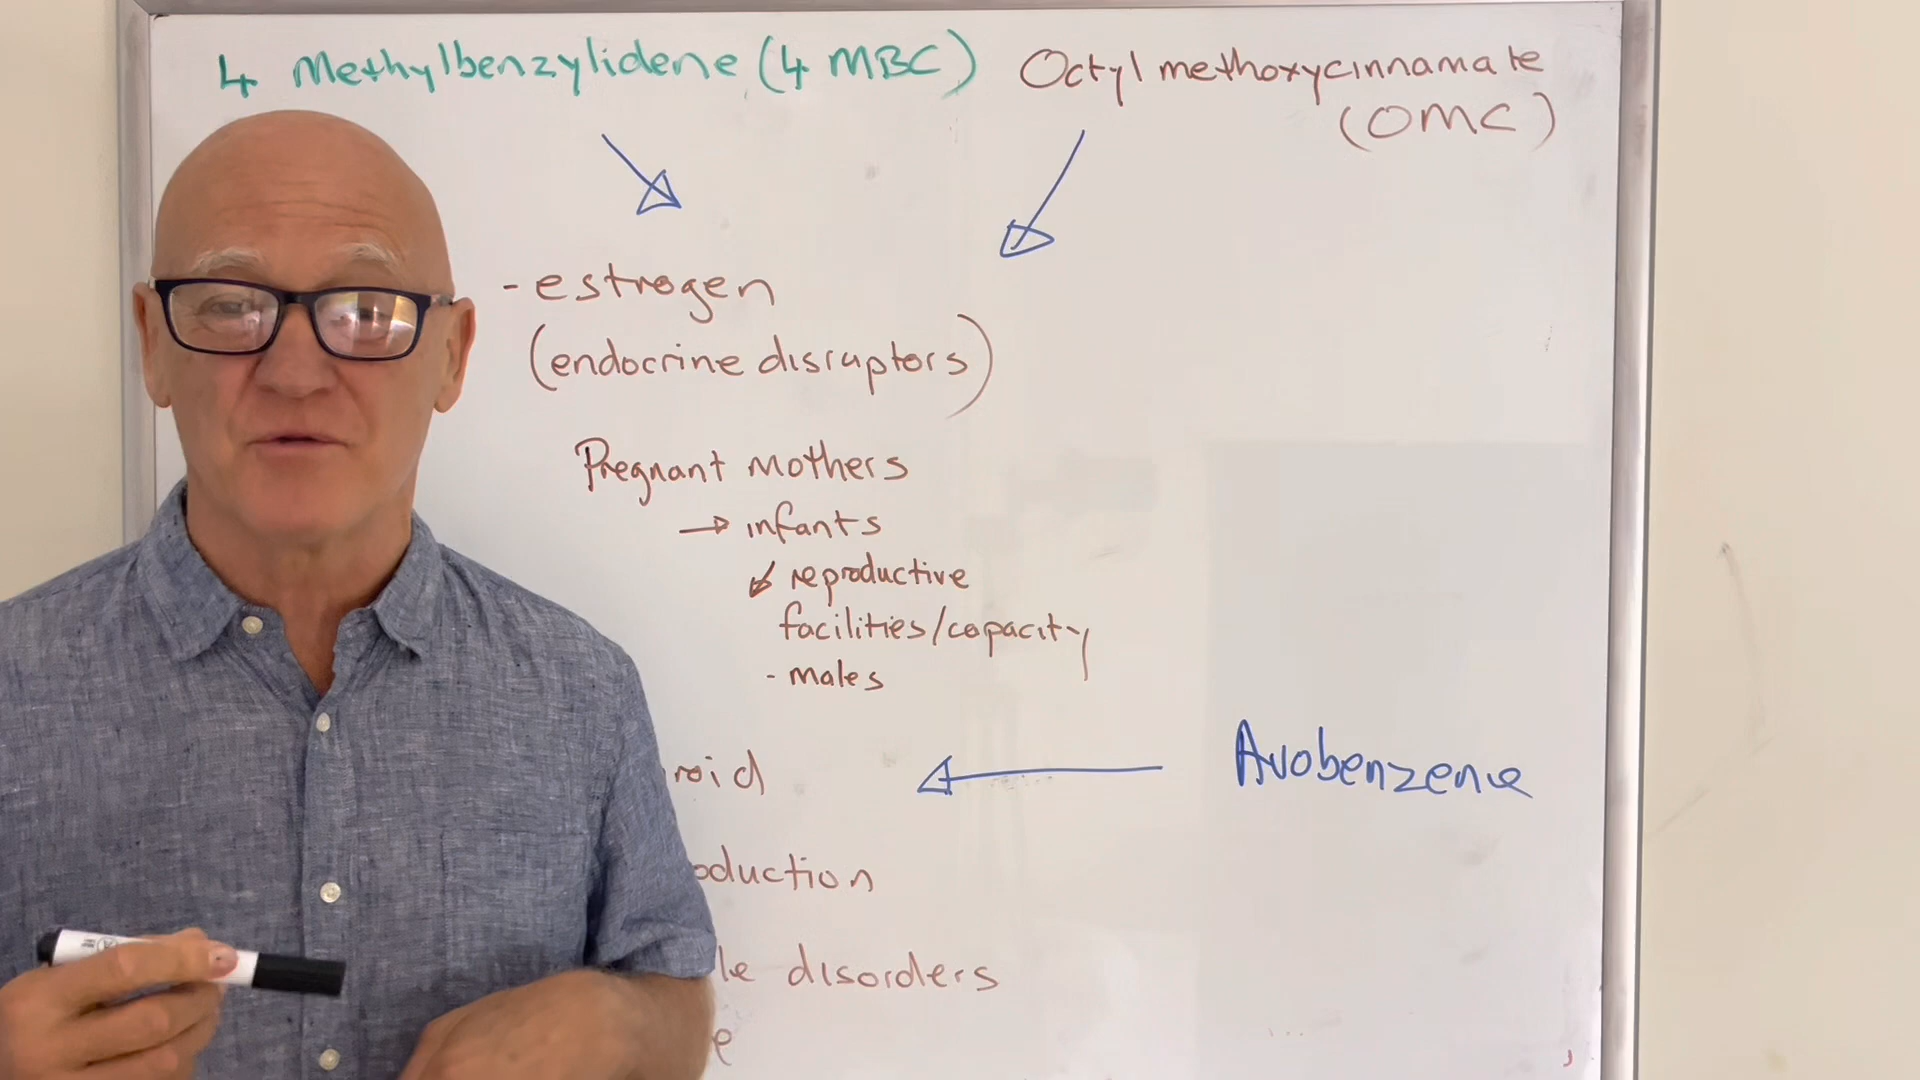 4 Methylbenzylidene (4 MBC)
Octyl methoxycinnamate
(OMC)
- estrogen
(endocrine disruptors)
Pregnant mothers
→ infants
reproductive
facilities/capacity
- males
roid
Avobenzene
oduction
le disorders
e